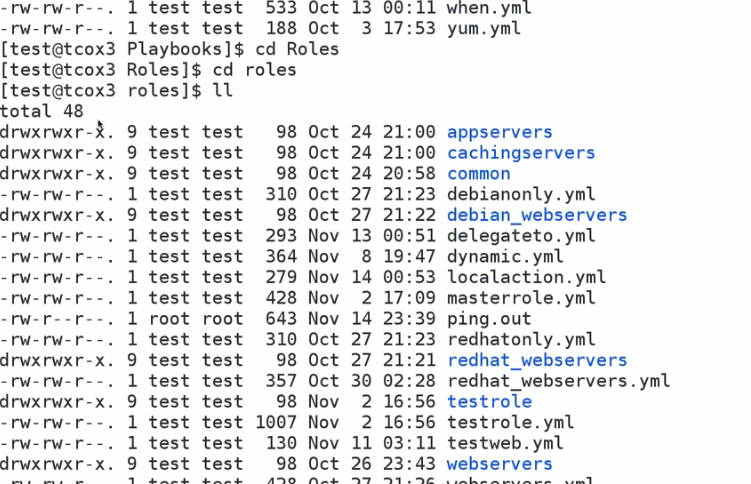 -rw-rw-r--. 1 test test  533 Oct 13 00:11 when.yml
-rw-rw-r--. 1 test test  188 Oct  3 17:53 yum.yml
[test@tcox3 Playbooks]$ cd Roles
[test@tcox3 Roles]$ cd roles
[test@tcox3 roles]$ ll
total 48
drwxrwxr-x. 9 test test   98 Oct 24 21:00 appservers
drwxrwxr-x. 9 test test   98 Oct 24 21:00 cachingservers
drwxrwxr-x. 9 test test   98 Oct 24 20:58 common
-rw-rw-r--. 1 test test  310 Oct 27 21:23 debianonly.yml
drwxrwxr-x. 9 test test   98 Oct 27 21:22 debian_webservers
-rw-rw-r--. 1 test test  293 Nov 13 00:51 delegateto.yml
-rw-rw-r--. 1 test test  364 Nov  8 19:47 dynamic.yml
-rw-rw-r--. 1 test test  279 Nov 14 00:53 localaction.yml
-rw-rw-r--. 1 test test  428 Nov  2 17:09 masterrole.yml
-rw-r--r--. 1 root root  643 Nov 14 23:39 ping.out
-rw-rw-r--. 1 test test  310 Oct 27 21:23 redhatonly.yml
drwxrwxr-x. 9 test test   98 Oct 27 21:21 redhat_webservers
-rw-rw-r--. 1 test test  357 Oct 30 02:28 redhat_webservers.yml
drwxrwxr-x. 9 test test   98 Nov  2 16:56 testrole
-rw-rw-r--. 1 test test 1007 Nov  2 16:56 testrole.yml
-rw-rw-r--. 1 test test  130 Nov 11 03:11 testweb.yml
drwxrwxr-x. 9 test test   98 Oct 26 23:43 webservers
-rw-rw-r--. 1 test test  428 Oct 27 21:26 webservers.yml